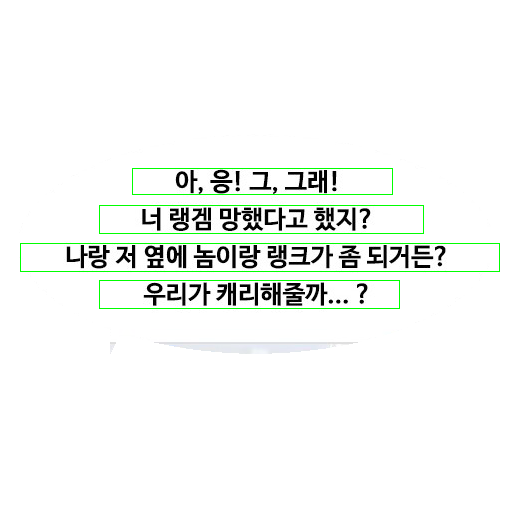 아, 응! 그, 그래!
너 랭겜 망했다고 했지?
나랑 저 옆에 놈이랑 랭크가 좀 되거든?
우리가 캐리해줄까... ?